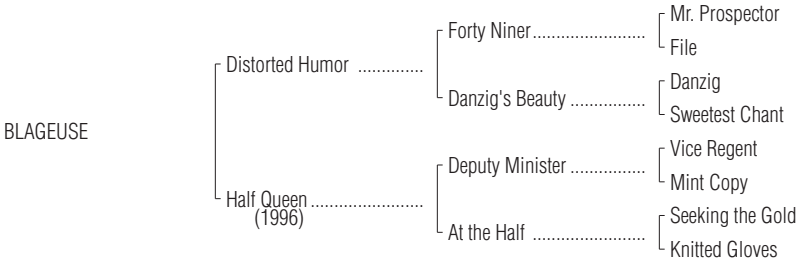 Mr. Prospector
Forty Niner.......................
File
Distorted Humor ..............
Danzig
Danzig's Beauty ................
Sweetest Chant
BLAGEUSE
Vice Regent
Deputy Minister ................
Mint Copy
Half Queen ........................
(1996)
Seeking the Gold
At the Half ........................
Knitted Gloves